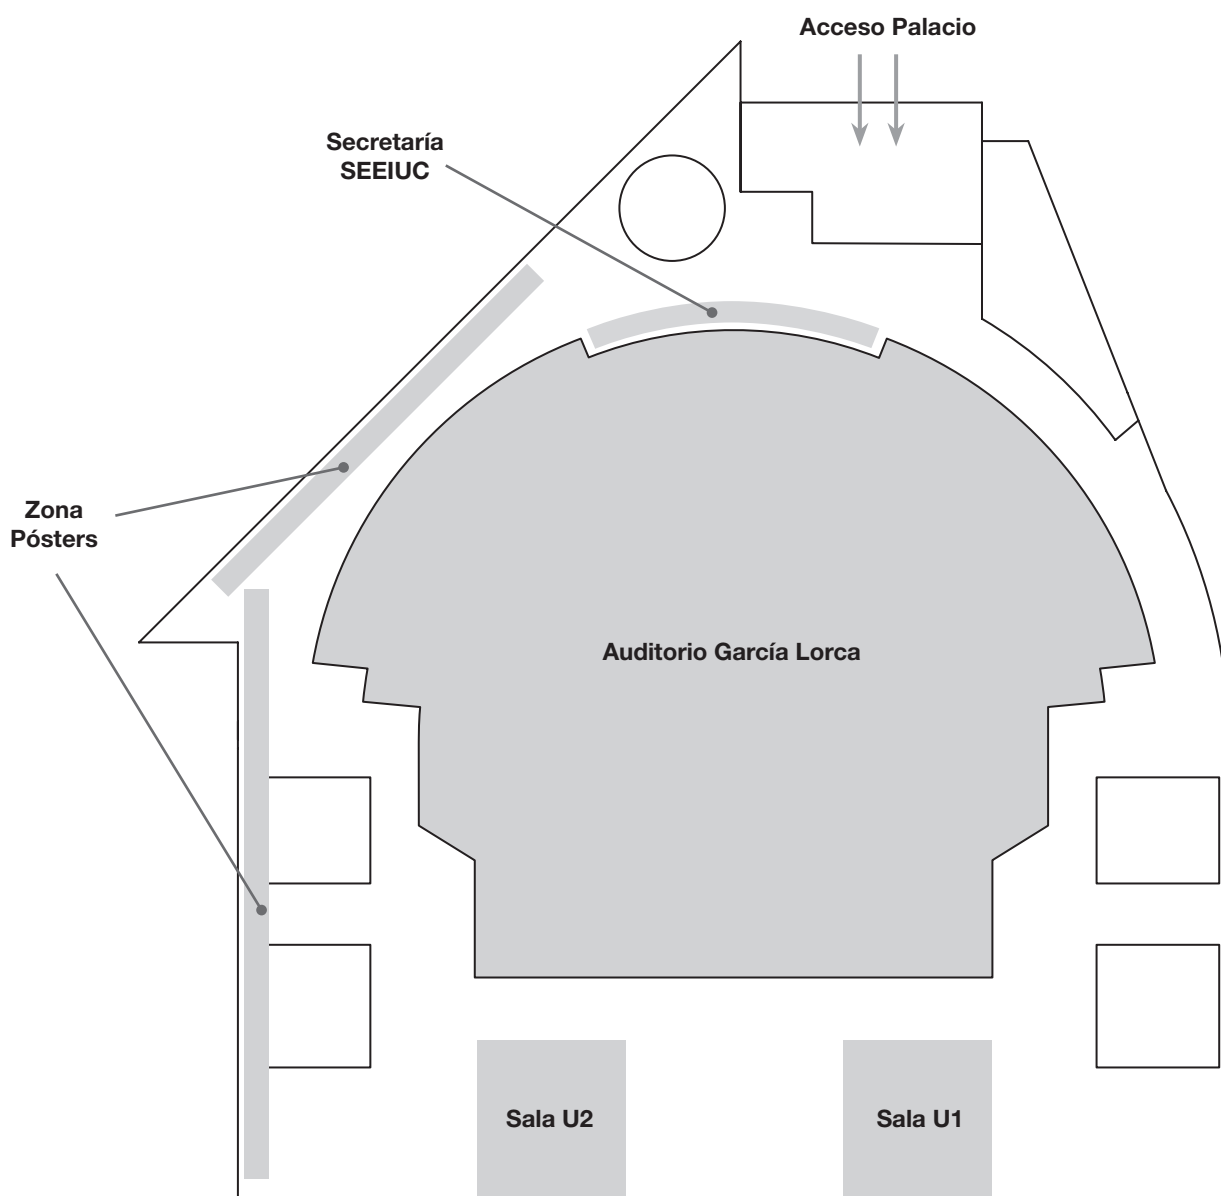 Acceso Palacio
Secretaría
SEEIUC
Zona
Pósters
Auditorio García Lorca
Sala U2
Sala U1